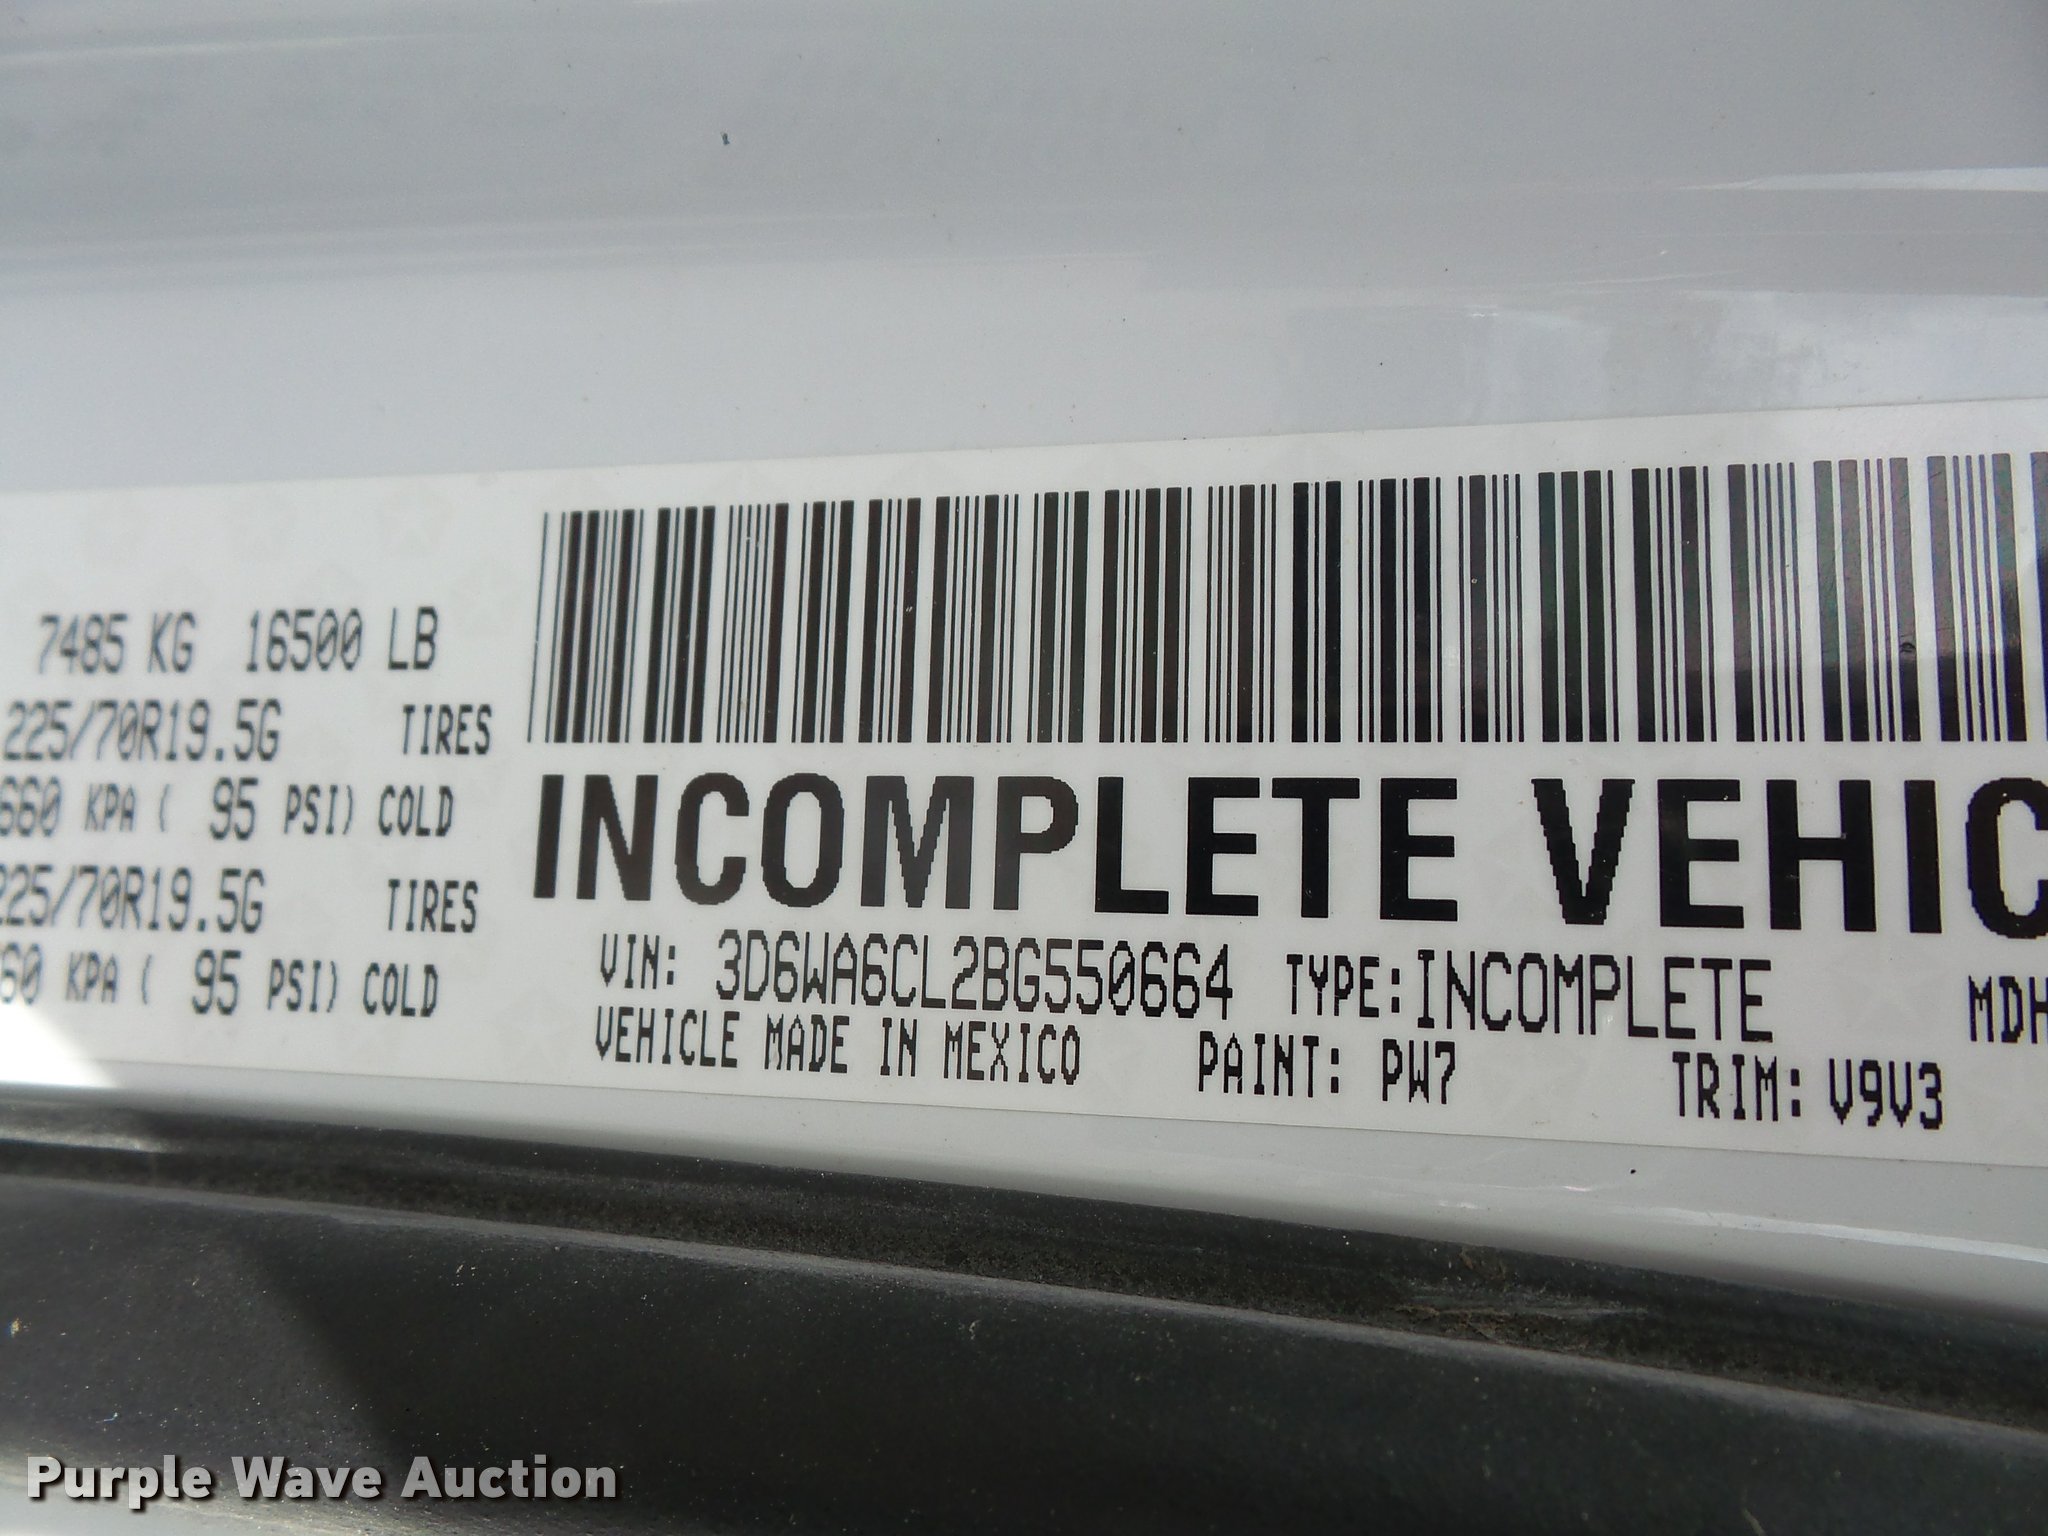 7485 KG 16500 LB
225/70R19.5G TIRES
660 KPA ( 95 PSI) COLD
225/70R19.5G TIRES
60 KPA ( 95 PSI) COLD
INCOMPLETE VEHIC
VIN: 3D6WA6CL2BG550664 TYPE:INCOMPLETE MDH
VEHICLE MADE IN MEXICO PAINT: PW7 TRIM: V9V3
Purple Wave Auction